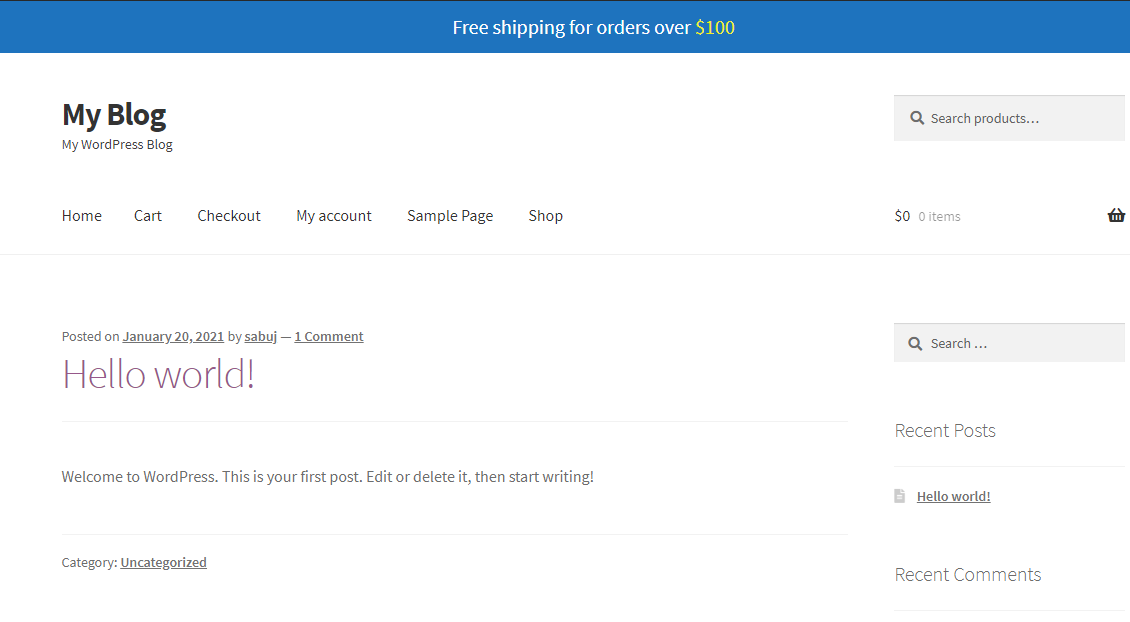 Free shipping for orders over $100
My Blog
My WordPress Blog
Search products…
Home Cart Checkout My account Sample Page Shop
$0 0 items
Posted on January 20, 2021 by sabuj — 1 Comment
Hello world!
Welcome to WordPress. This is your first post. Edit or delete it, then start writing!
Category: Uncategorized
Search …
Recent Posts
Hello world!
Recent Comments